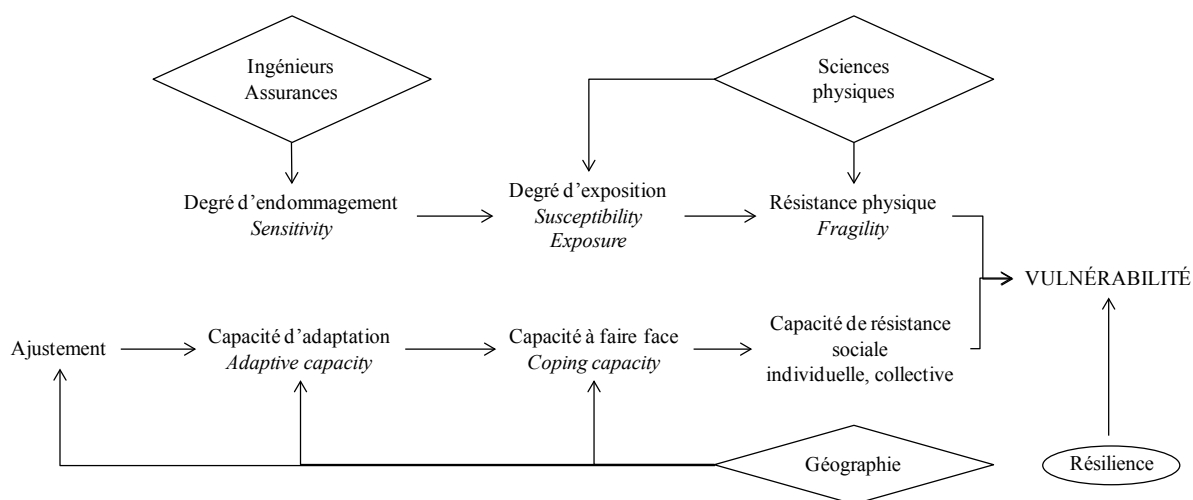 Ingénieurs
Assurances
Sciences
physiques
Degré d'endommagement
Sensitivity
Degré d'exposition
Susceptibility
Exposure
Résistance physique
Fragility
VULNÉRABILITÉ
Ajustement
Capacité d'adaptation
Adaptive capacity
Capacité à faire face
Coping capacity
Capacité de résistance
sociale
individuelle, collective
Géographie
Résilience